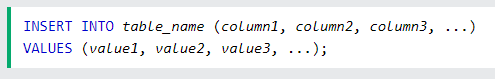 INSERT INTO table_name (column1, column2, column3, ...)
VALUES (value1, value2, value3, ...);